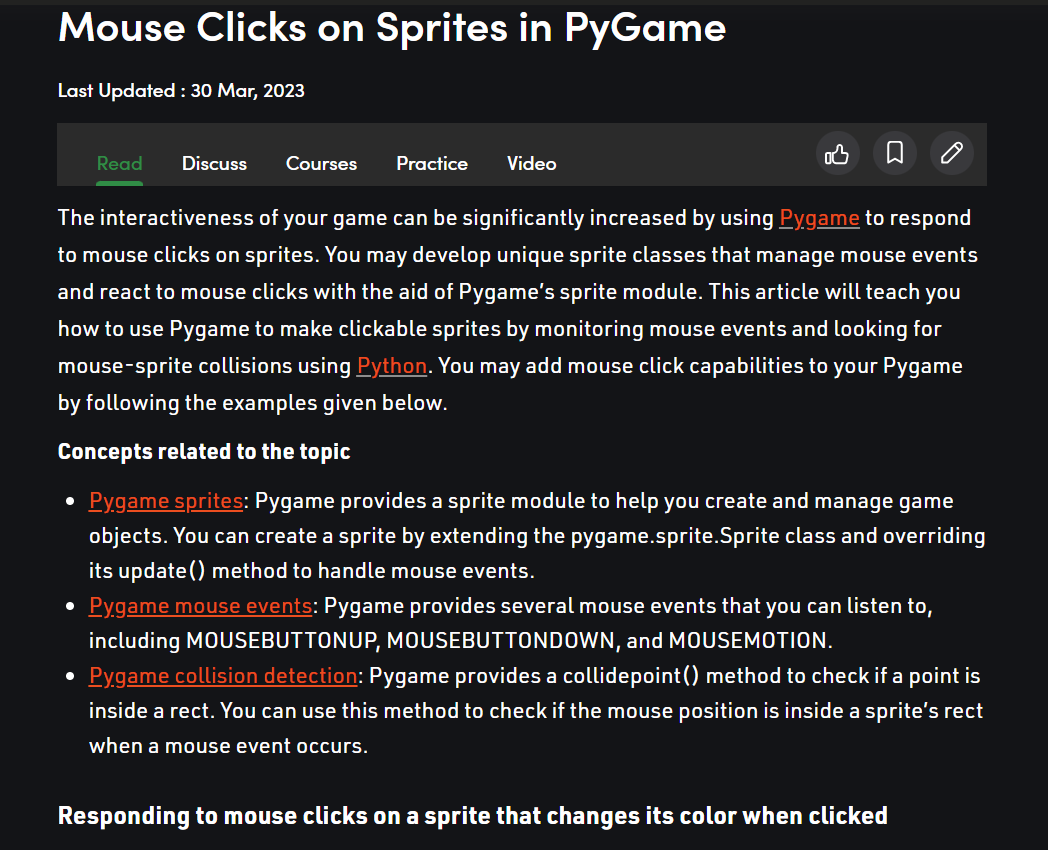 Mouse Clicks on Sprites in PyGame
Last Updated : 30 Mar, 2023
Read Discuss Courses Practice Video
The interactiveness of your game can be significantly increased by using Pygame to respond
to mouse clicks on sprites. You may develop unique sprite classes that manage mouse events
and react to mouse clicks with the aid of Pygame’s sprite module. This article will teach you
how to use Pygame to make clickable sprites by monitoring mouse events and looking for
mouse-sprite collisions using Python. You may add mouse click capabilities to your Pygame
by following the examples given below.
Concepts related to the topic
• Pygame sprites: Pygame provides a sprite module to help you create and manage game
objects. You can create a sprite by extending the pygame.sprite.Sprite class and overriding
its update() method to handle mouse events.
• Pygame mouse events: Pygame provides several mouse events that you can listen to,
including MOUSEBUTTONUP, MOUSEBUTTONDOWN, and MOUSEMOTION.
• Pygame collision detection: Pygame provides a collidepoint() method to check if a point is
inside a rect. You can use this method to check if the mouse position is inside a sprite’s rect
when a mouse event occurs.
Responding to mouse clicks on a sprite that changes its color when clicked